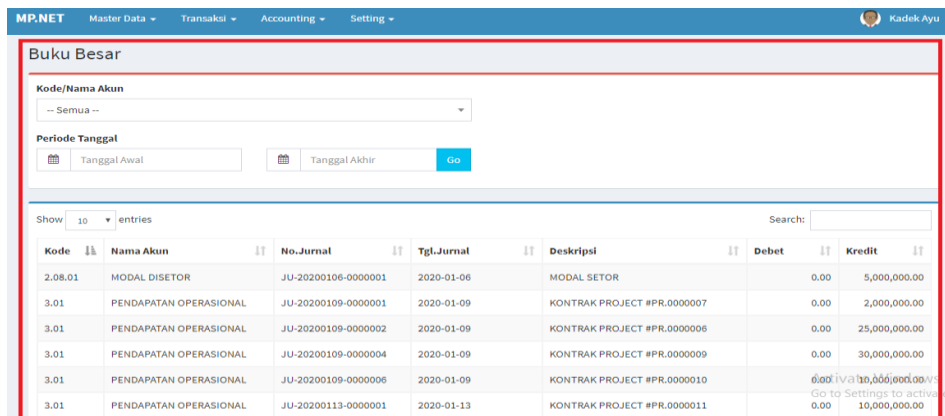 MP.NET Master Data Transaksi Accounting Setting Kadek Ayu
Buku Besar
Kode/Nama Akun
-- Semua --
Periode Tanggal
Tanggal Awal Tanggal Akhir Go
Show 10 entries Search:
Kode Nama Akun No.Jurnal Tgl.Jurnal Deskripsi Debet Kredit
2.08.01 MODAL DISETOR JU-20200106-0000001 2020-01-06 MODAL SETOR 0.00 5,000,000.00
3.01 PENDAPATAN OPERASIONAL JU-20200109-0000001 2020-01-09 KONTRAK PROJECT #PR.0000007 0.00 2,000,000.00
3.01 PENDAPATAN OPERASIONAL JU-20200109-0000002 2020-01-09 KONTRAK PROJECT #PR.0000006 0.00 25,000,000.00
3.01 PENDAPATAN OPERASIONAL JU-20200109-0000004 2020-01-09 KONTRAK PROJECT #PR.0000009 0.00 30,000,000.00
3.01 PENDAPATAN OPERASIONAL JU-20200109-0000006 2020-01-09 KONTRAK PROJECT #PR.0000010 0.00 10,000,000.00
Activate Windows
Go to Settings to activa
3.01 PENDAPATAN OPERASIONAL JU-20200113-0000001 2020-01-13 KONTRAK PROJECT #PR.0000011 0.00 10,000,000.00